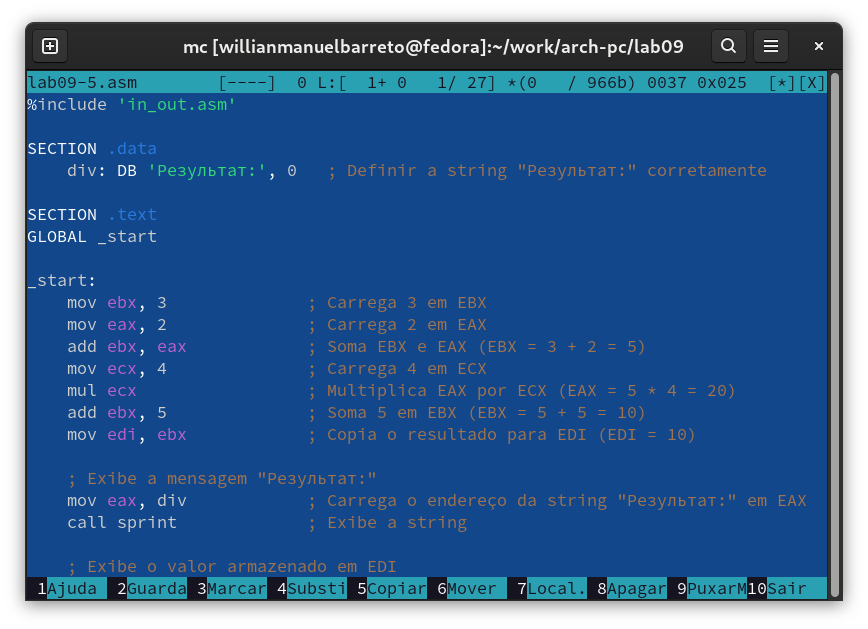 mc [willianmanuelbarreto@fedora]:~/work/arch-pc/lab09
lab09-5.asm        [----]  0 L:[  1+ 0   1/ 27] *(0   / 966b) 0037 0x025  [*][X]
%include 'in_out.asm'
SECTION .data
    div: DB 'Результат:', 0   ; Definir a string "Результат:" corretamente
SECTION .text
GLOBAL _start
_start:
    mov ebx, 3              ; Carrega 3 em EBX
    mov eax, 2              ; Carrega 2 em EAX
    add ebx, eax            ; Soma EBX e EAX (EBX = 3 + 2 = 5)
    mov ecx, 4              ; Carrega 4 em ECX
    mul ecx                 ; Multiplica EAX por ECX (EAX = 5 * 4 = 20)
    add ebx, 5              ; Soma 5 em EBX (EBX = 5 + 5 = 10)
    mov edi, ebx            ; Copia o resultado para EDI (EDI = 10)
    ; Exibe a mensagem "Результат:"
    mov eax, div            ; Carrega o endereço da string "Результат:" em EAX
    call sprint             ; Exibe a string
    ; Exibe o valor armazenado em EDI
 1Ajuda  2Guarda 3Marcar 4Substi 5Copiar 6Mover  7Local. 8Apagar 9PuxarM10Sair